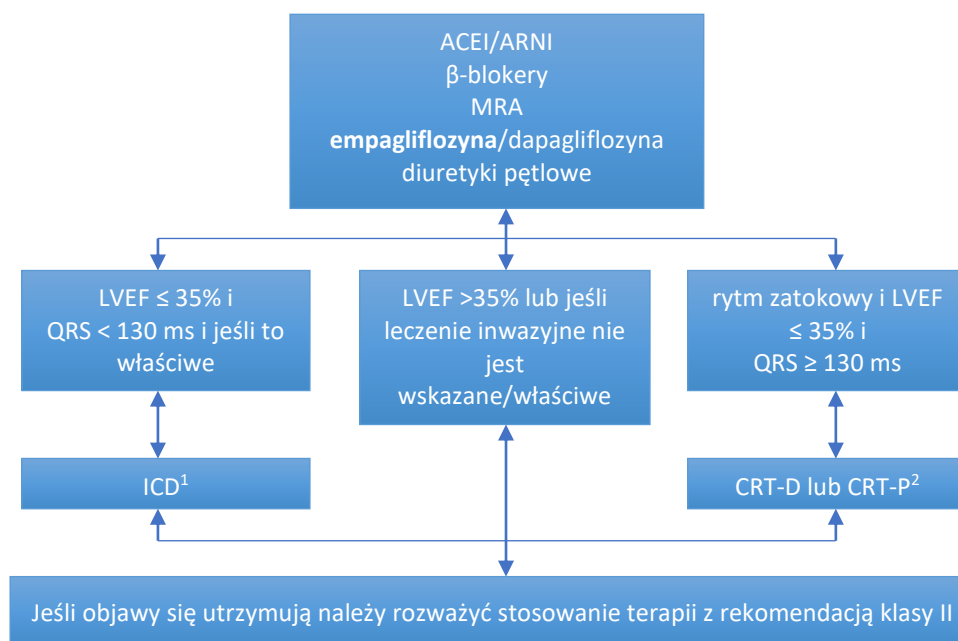 ACEI/ARNI
β-blokery
MRA
empagliflozyna/dapagliflozyna
diuretyki pętlowe
LVEF ≤ 35% i
QRS < 130 ms i jeśli to
właściwe
LVEF >35% lub jeśli
leczenie inwazyjne nie
jest
wskazane/właściwe
rytm zatokowy i LVEF
≤ 35% i
QRS ≥ 130 ms
ICD¹
CRT-D lub CRT-P²
Jeśli objawy się utrzymują należy rozważyć stosowanie terapii z rekomendacją klasy II